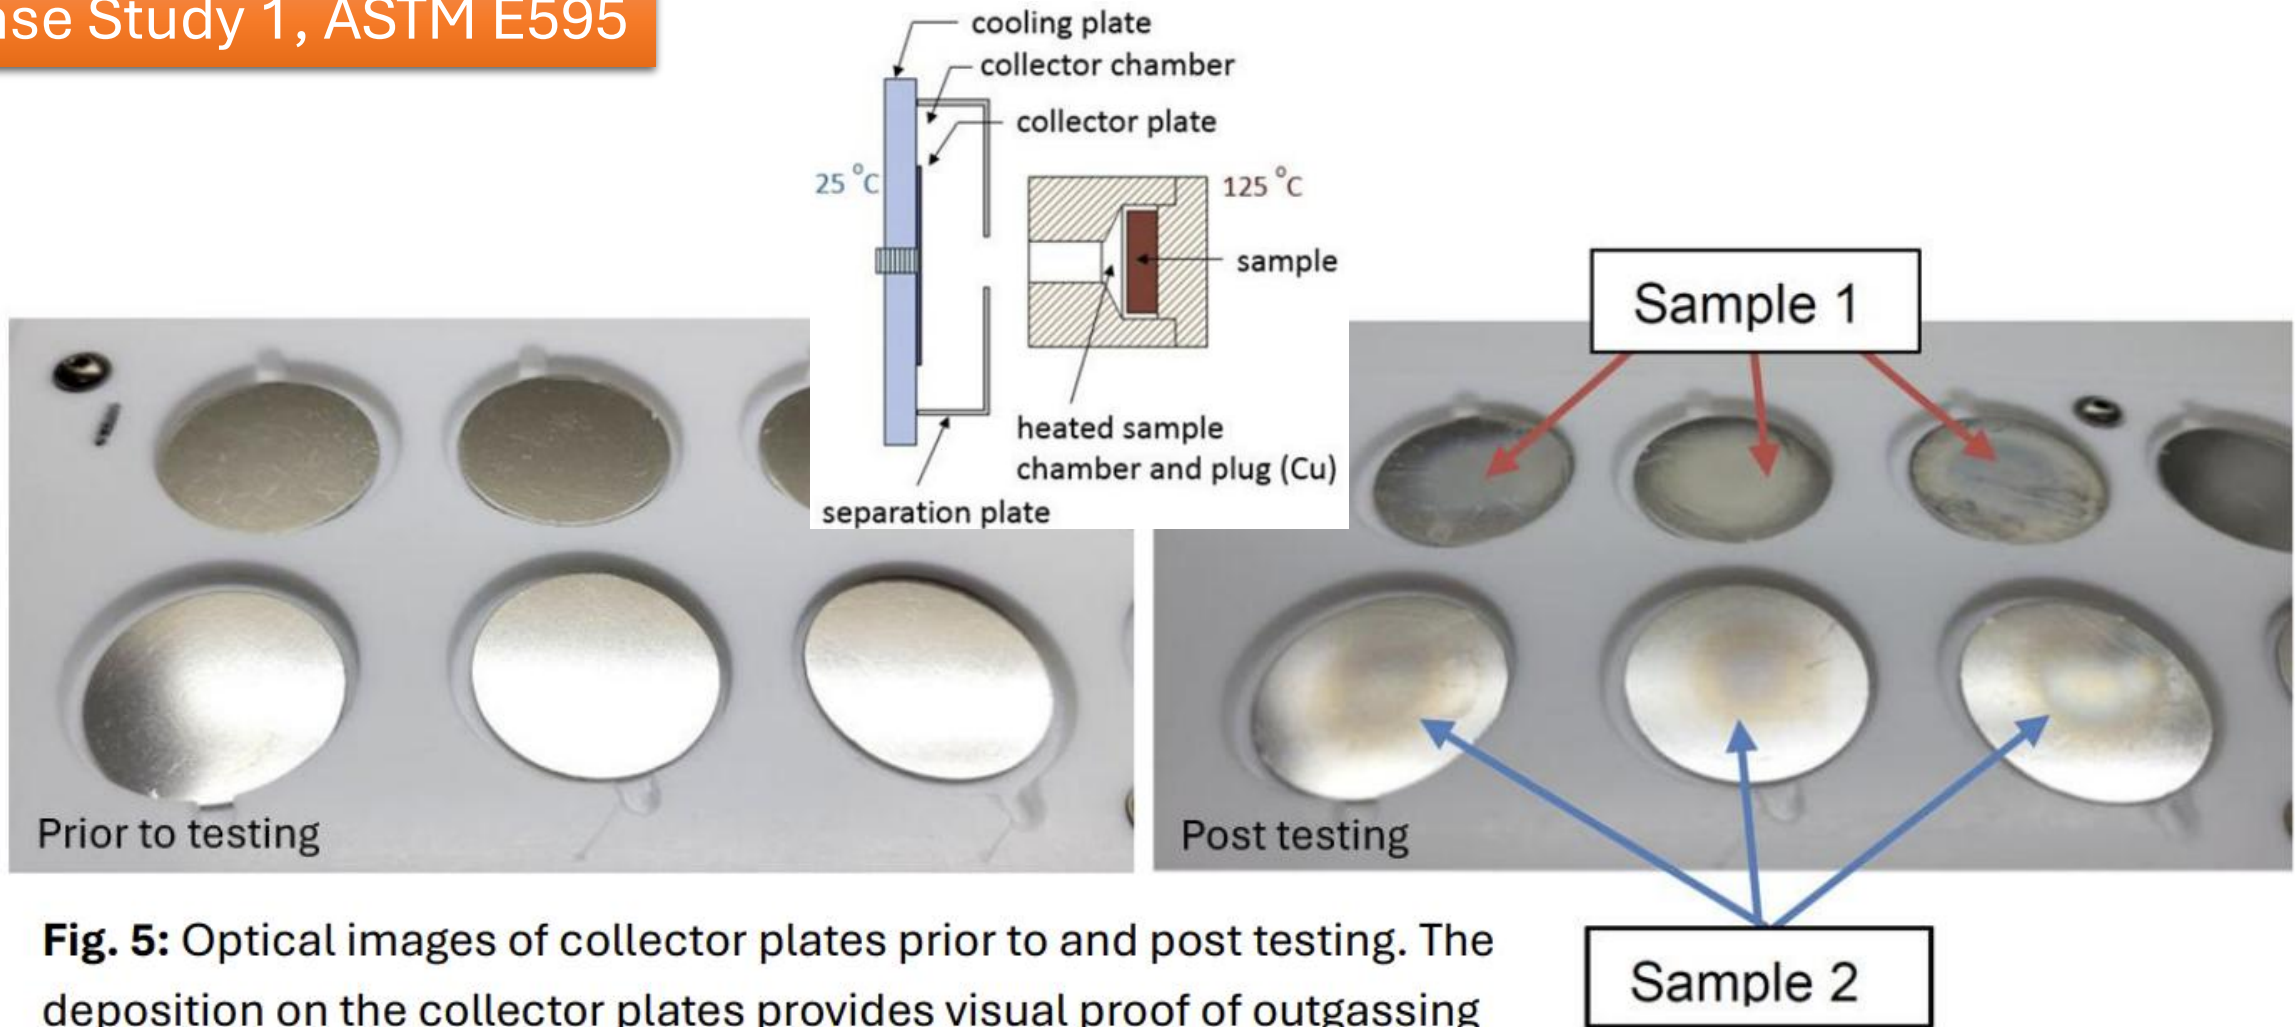 ase Study 1, ASTM E595
cooling plate
collector chamber
collector plate
25 °C
125 °C
sample
heated sample
chamber and plug (Cu)
separation plate
Sample 1
Prior to testing
Post testing
Sample 2
Fig. 5: Optical images of collector plates prior to and post testing. The
deposition on the collector plates provides visual proof of outgassing